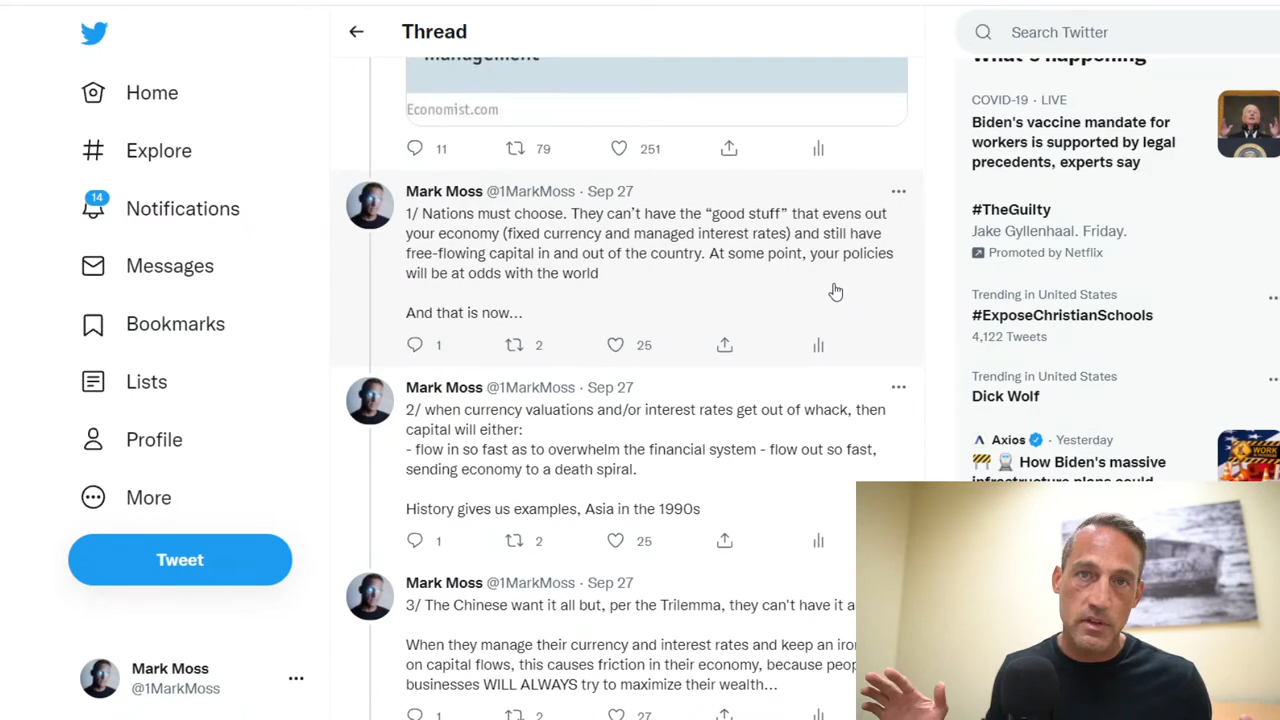 Thread
Search Twitter
What's happening
management
Economist.com
11 79 251
Home
Explore
14
Notifications
Messages
Bookmarks
Lists
Profile
More
Tweet
Mark Moss
@1MarkMoss
Mark Moss @1MarkMoss · Sep 27
1/ Nations must choose. They can't have the “good stuff” that evens out
your economy (fixed currency and managed interest rates) and still have
free-flowing capital in and out of the country. At some point, your policies
will be at odds with the world
And that is now...
1 2 25
Mark Moss @1MarkMoss · Sep 27
2/ when currency valuations and/or interest rates get out of whack, then
capital will either:
- flow in so fast as to overwhelm the financial system - flow out so fast,
sending economy to a death spiral.
History gives us examples, Asia in the 1990s
1 2 25
Mark Moss @1MarkMoss · Sep 27
3/ The Chinese want it all but, per the Trilemma, they can't have it a
When they manage their currency and interest rates and keep an iron
on capital flows, this causes friction in their economy, because peop
businesses WILL ALWAYS try to maximize their wealth...
1 2 27
COVID-19 · LIVE
Biden's vaccine mandate for
workers is supported by legal
precedents, experts say
#TheGuilty
Jake Gyllenhaal. Friday.
Promoted by Netflix
Trending in United States
#ExposeChristianSchools
4,122 Tweets
Trending in United States
Dick Wolf
Axios · Yesterday
How Biden's massive
infrastructure plans could